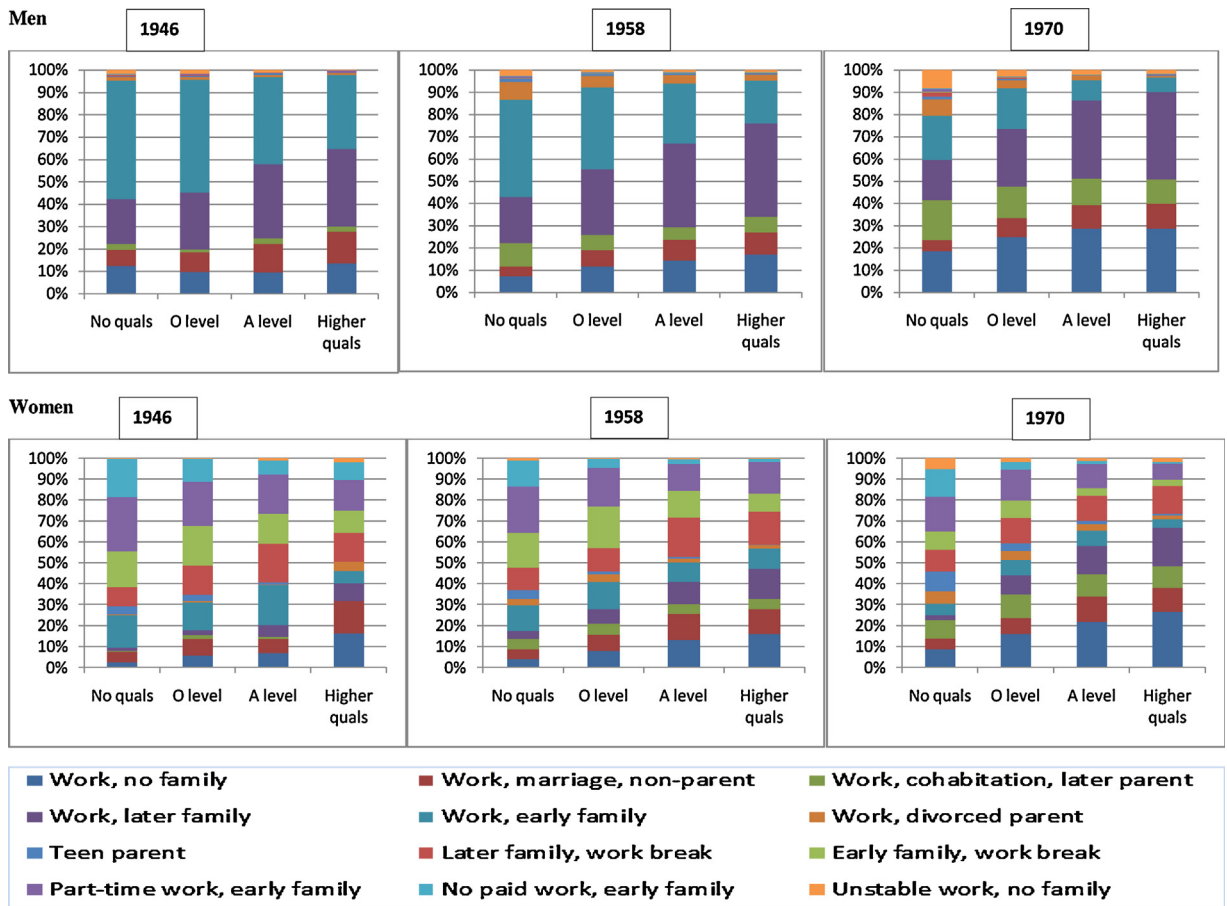 Men
1946 1958 1970
100% 100% 100%
90% 90% 90%
80% 80% 80%
70% 70% 70%
60% 60% 60%
50% 50% 50%
40% 40% 40%
30% 30% 30%
20% 20% 20%
10% 10% 10%
0% 0% 0%
No quals O level A level Higher No quals O level A level Higher No quals O level A level Higher
quals quals quals
Women
1946 1958 1970
100% 100% 100%
90% 90% 90%
80% 80% 80%
70% 70% 70%
60% 60% 60%
50% 50% 50%
40% 40% 40%
30% 30% 30%
20% 20% 20%
10% 10% 10%
0% 0% 0%
No quals O level A level Higher No quals O level A level Higher No quals O level A level Higher
quals quals quals
Work, no family Work, marriage, non-parent Work, cohabitation, later parent
Work, later family Work, early family Work, divorced parent
Teen parent Later family, work break Early family, work break
Part-time work, early family No paid work, early family Unstable work, no family